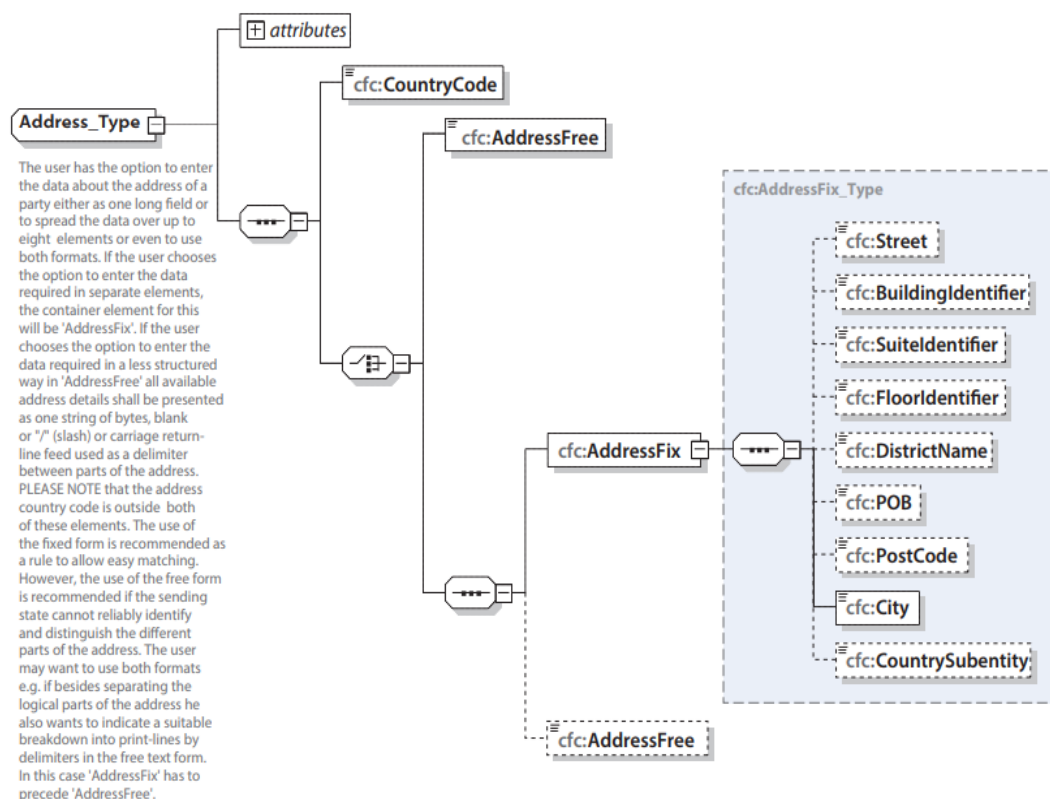 attributes
cfc:CountryCode
Address_Type
cfc:AddressFree
The user has the option to enter
the data about the address of a
party either as one long field or
to spread the data over up to
eight  elements or even to use
both formats. If the user chooses
the option to enter the data
required in separate elements,
the container element for this
will be 'AddressFix'. If the user
chooses the option to enter the
data required in a less structured
way in 'AddressFree' all available
address details shall be presented
as one string of bytes, blank
or "/" (slash) or carriage return-
line feed used as a delimiter
between parts of the address.
PLEASE NOTE that the address
country code is outside  both
of these elements. The use of
the fixed form is recommended as
a rule to allow easy matching.
However, the use of the free form
is recommended if the sending
state cannot reliably identify
and distinguish the different
parts of the address. The user
may want to use both formats
e.g. if besides separating the
logical parts of the address he
also wants to indicate a suitable
breakdown into print-lines by
delimiters in the free text form.
In this case 'AddressFix' has to
precede 'AddressFree'.
cfc:AddressFix_Type
cfc:Street
cfc:BuildingIdentifier
cfc:SuiteIdentifier
cfc:FloorIdentifier
cfc:AddressFix
cfc:DistrictName
cfc:POB
cfc:PostCode
cfc:City
cfc:CountrySubentity
cfc:AddressFree